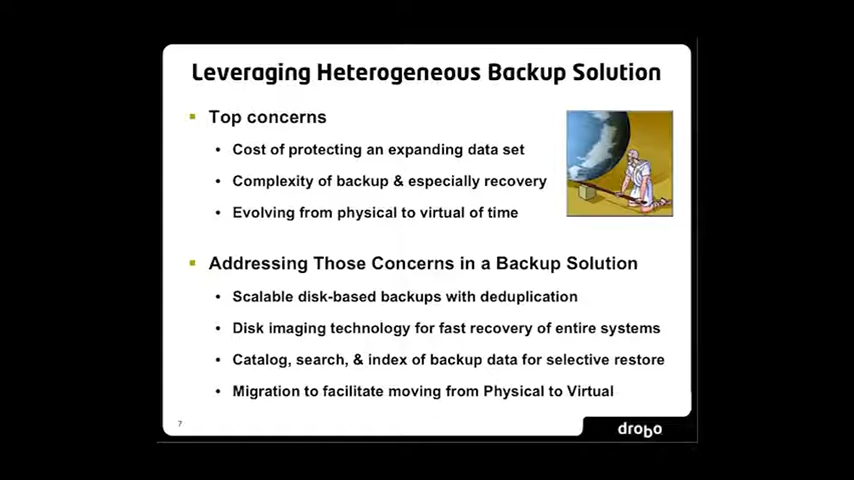 Leveraging Heterogeneous Backup Solution
Top concerns
• Cost of protecting an expanding data set
• Complexity of backup & especially recovery
• Evolving from physical to virtual of time
Addressing Those Concerns in a Backup Solution
• Scalable disk-based backups with deduplication
• Disk imaging technology for fast recovery of entire systems
• Catalog, search, & index of backup data for selective restore
• Migration to facilitate moving from Physical to Virtual
7
drobo